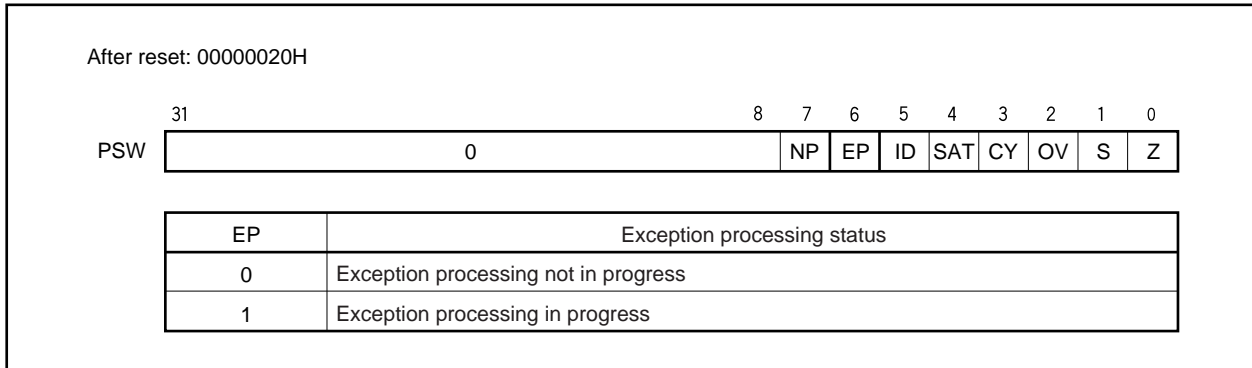 After reset: 00000020H
31 8 7 6 5 4 3 2 1 0
PSW 0 NP EP ID SAT CY OV S Z
EP Exception processing status
0 Exception processing not in progress
1 Exception processing in progress